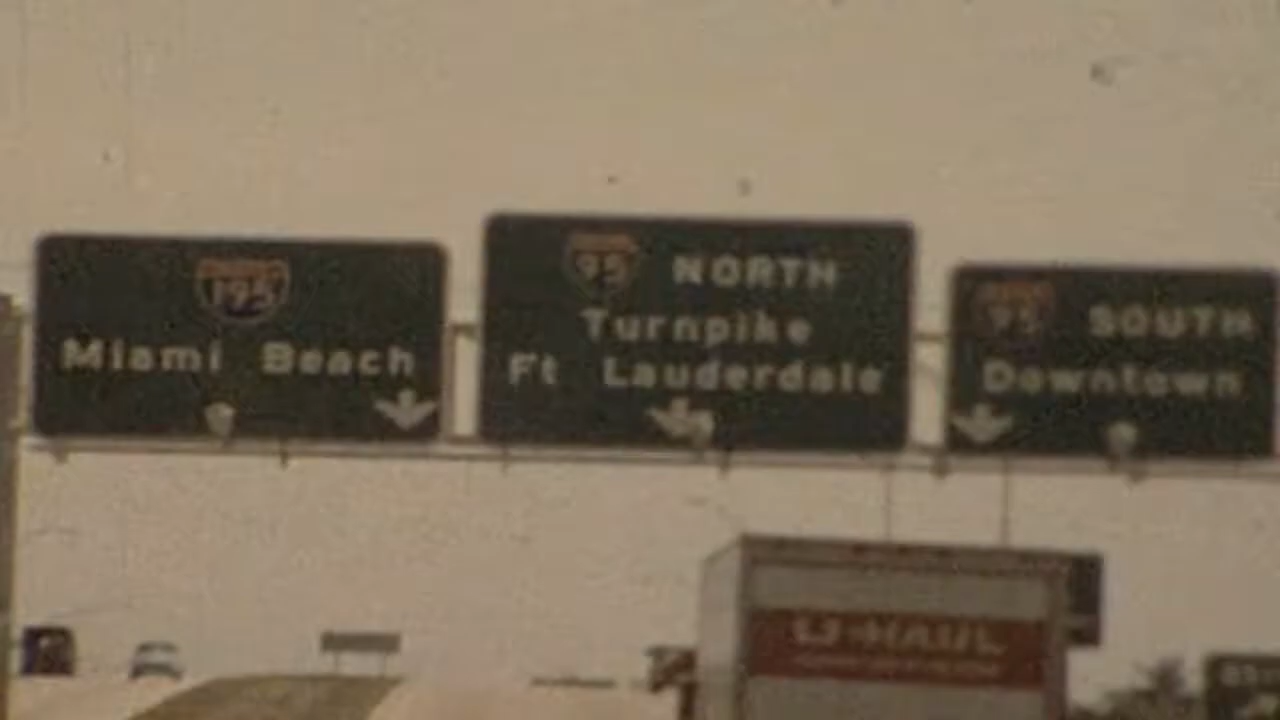 195
Miami Beach
95 NORTH
Turnpike
Ft Lauderdale
95 SOUTH
Downtown
U-HAUL